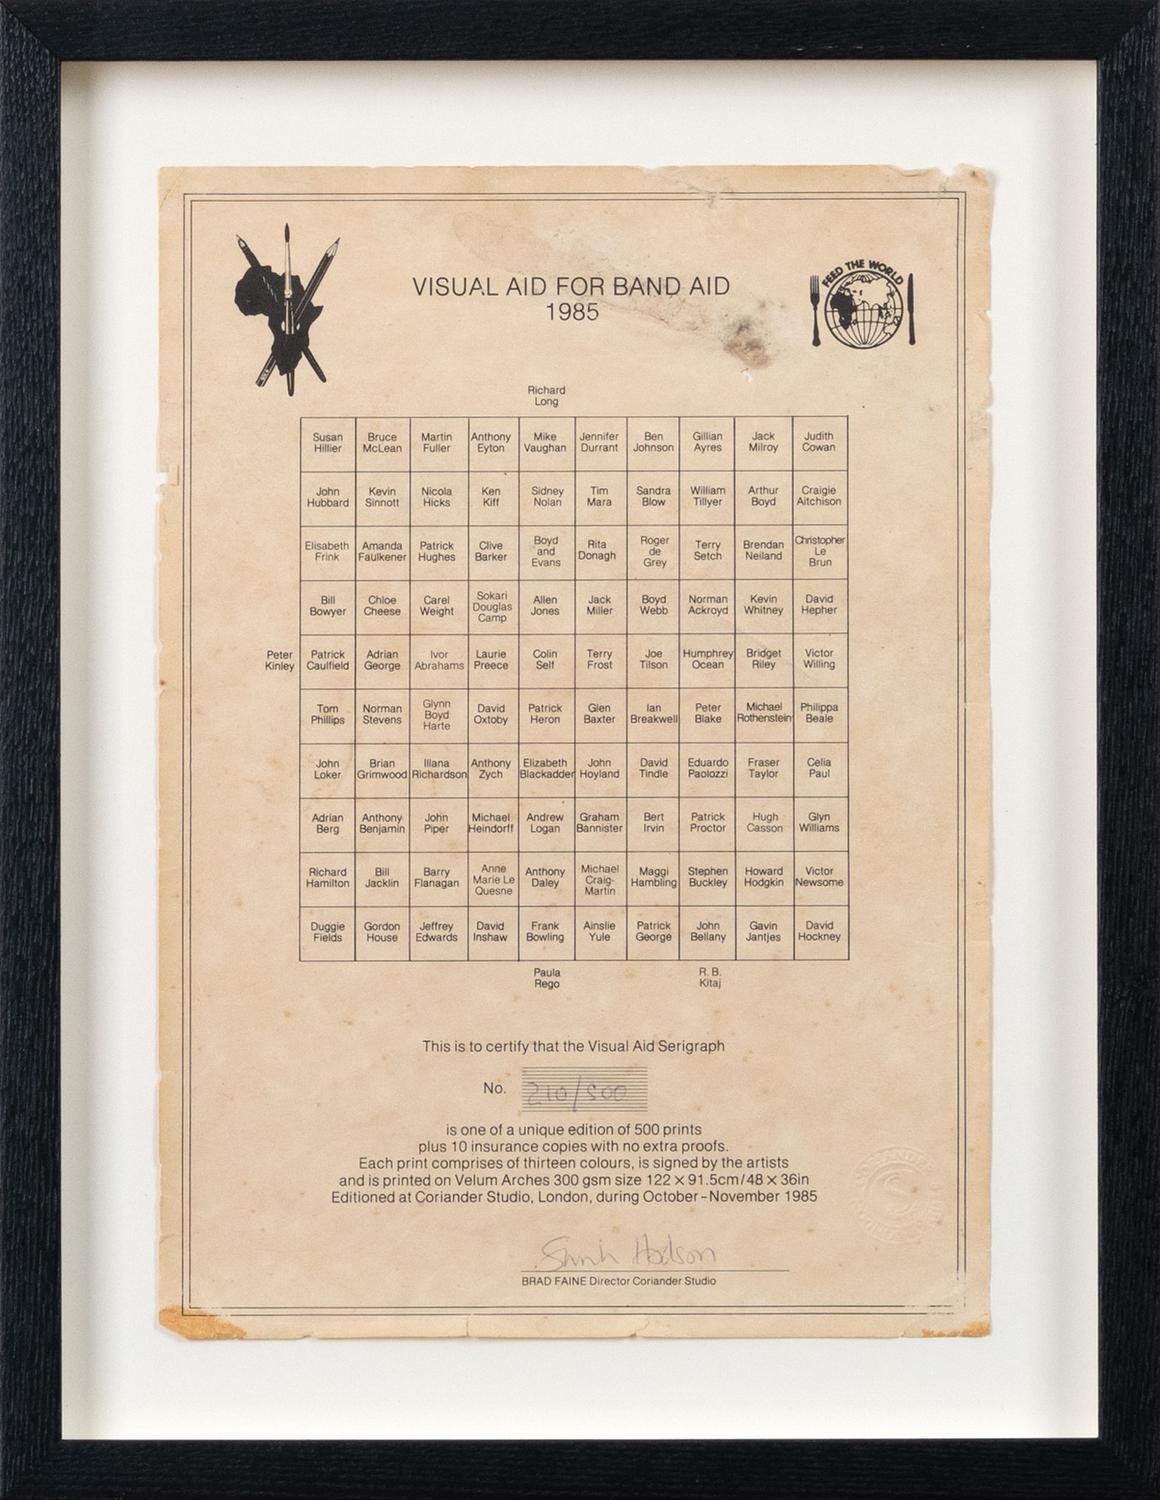 VISUAL AID FOR BAND AID
1985
FEED THE WORLD
Richard
Long
Susan Hillier Bruce McLean Martin Fuller Anthony Eyton Mike Vaughan Jennifer Durrant Ben Johnson Gillian Ayres Jack Milroy Judith Cowan
John Hubbard Kevin Sinnott Nicola Hicks Ken Kiff Sidney Nolan Tim Mara Sandra Blow William Tillyer Arthur Boyd Craigie Aitchison
Elisabeth Frink Amanda Faulkener Patrick Hughes Clive Barker Boyd and Evans Rita Donagh Roger de Grey Terry Setch Brendan Neiland Christopher Le Brun
Bill Bowyer Chloe Cheese Carel Weight Sokari Douglas Camp Allen Jones Jack Miller Boyd Webb Norman Ackroyd Kevin Whitney David Hepher
Peter Kinley Patrick Caulfield Adrian George Ivor Abrahams Laurie Preece Colin Self Terry Frost Joe Tilson Humphrey Ocean Bridget Riley Victor Willing
Tom Phillips Norman Stevens Glynn Boyd Harte David Oxtoby Patrick Heron Glen Baxter Ian Breakwell Peter Blake Michael Rothenstein Philippa Beale
John Loker Brian Grimwood Illana Richardson Anthony Zych Elizabeth Blackadder John Hoyland David Tindle Eduardo Paolozzi Fraser Taylor Celia Paul
Adrian Berg Anthony Benjamin John Piper Michael Heindorff Andrew Logan Graham Bannister Bert Irvin Patrick Proctor Hugh Casson Glyn Williams
Richard Hamilton Bill Jacklin Barry Flanagan Anne Marie Le Quesne Anthony Daley Michael Craig-Martin Maggi Hambling Stephen Buckley Howard Hodgkin Victor Newsome
Duggie Fields Gordon House Jeffrey Edwards David Inshaw Frank Bowling Ainslie Yule Patrick George John Bellany Gavin Jantjes David Hockney
Paula Rego R. B. Kitaj
This is to certify that the Visual Aid Serigraph
No. 210/500
is one of a unique edition of 500 prints
plus 10 insurance copies with no extra proofs.
Each print comprises of thirteen colours, is signed by the artists
and is printed on Velum Arches 300 gsm size 122 × 91.5cm/48 × 36in
Editioned at Coriander Studio, London, during October–November 1985
Hodson
BRAD FAINE Director Coriander Studio